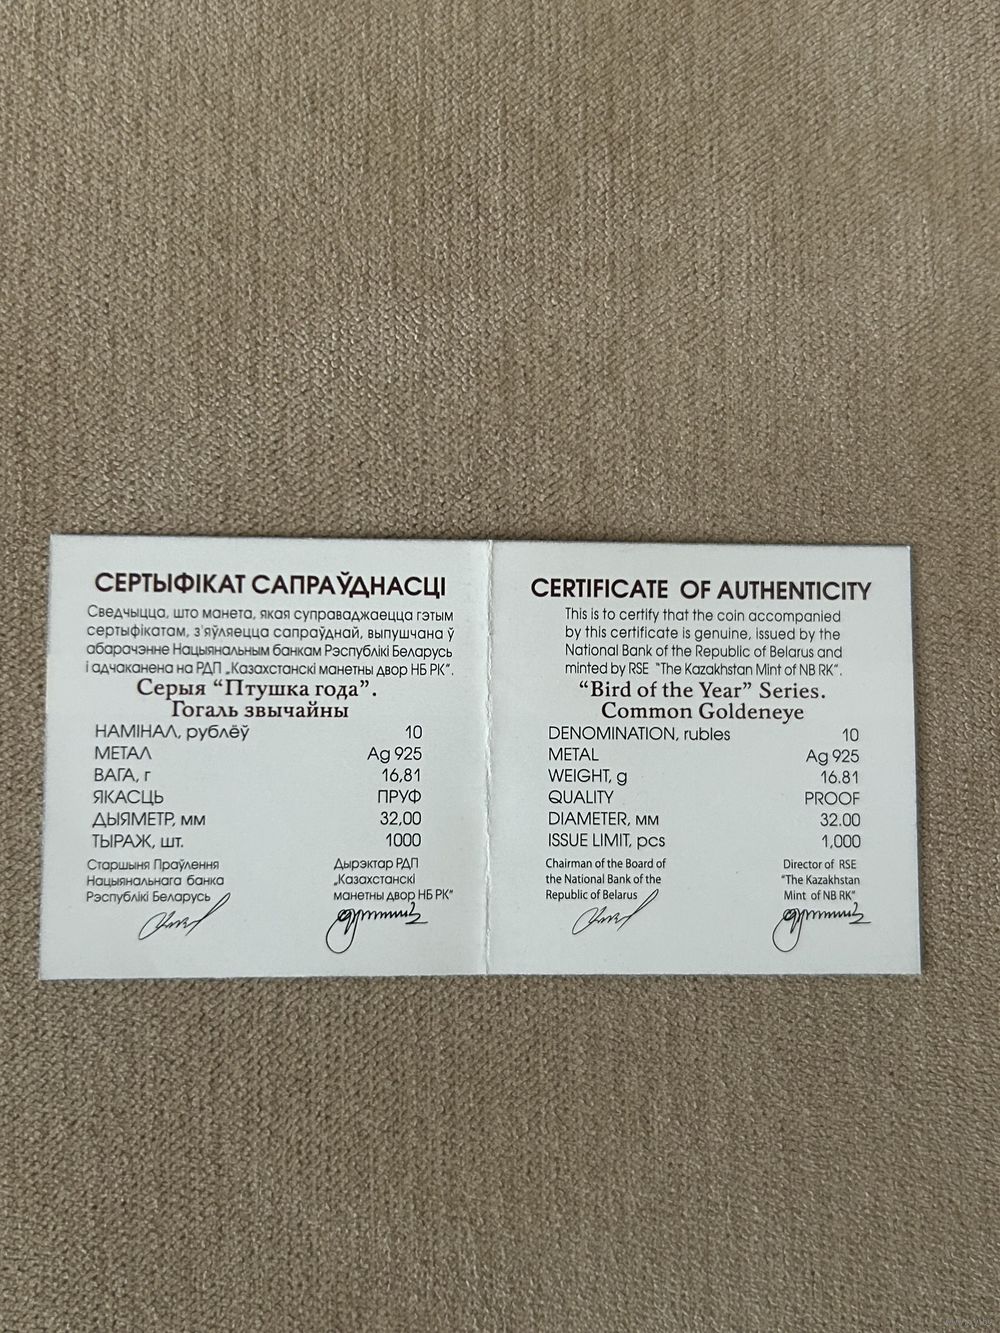 СЕРТЫФІКАТ САПРАЎДНАСЦІ
Сведчыцца, што манета, якая суправаджаецца гэтым
сертыфікатам, з'яўляецца сапраўднай, выпушчана ў
абарачэнне Нацыянальным банкам Рэспублікі Беларусь
і адчаканена на РДП „Казахстанскі манетны двор НБ РК".
Серыя "Птушка года".
Гогаль звычайны
НАМІНАЛ, рублёў 10
МЕТАЛ Ag 925
ВАГА, г 16,81
ЯКАСЦЬ ПРУФ
ДЫЯМЕТР, мм 32,00
ТЫРАЖ, шт. 1000
Старшыня Праўлення
Нацыянальнага банка
Рэспублікі Беларусь
Дырэктар РДП
„Казахстанскі
манетны двор НБ РК"
CERTIFICATE OF AUTHENTICITY
This is to certify that the coin accompanied
by this certificate is genuine, issued by the
National Bank of the Republic of Belarus and
minted by RSE "The Kazakhstan Mint of NB RK".
"Bird of the Year" Series.
Common Goldeneye
DENOMINATION, rubles 10
METAL Ag 925
WEIGHT, g 16.81
QUALITY PROOF
DIAMETER, мм 32.00
ISSUE LIMIT, pcs 1,000
Chairman of the Board of
the National Bank of the
Republic of Belarus
Director of RSE
"The Kazakhstan
Mint of NB RK"